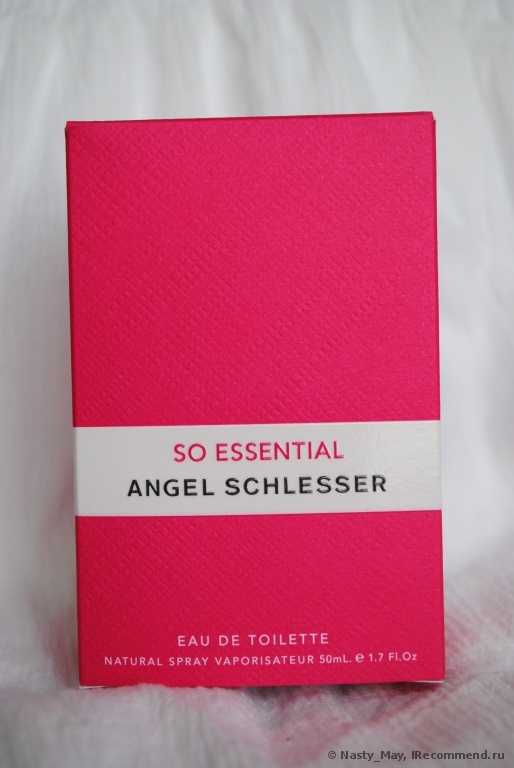 SO ESSENTIAL
ANGEL SCHLESSER
EAU DE TOILETTE
NATURAL SPRAY VAPORISATEUR 50mL. ℮ 1.7 Fl.Oz
© Nasty_May, IRecommend.ru